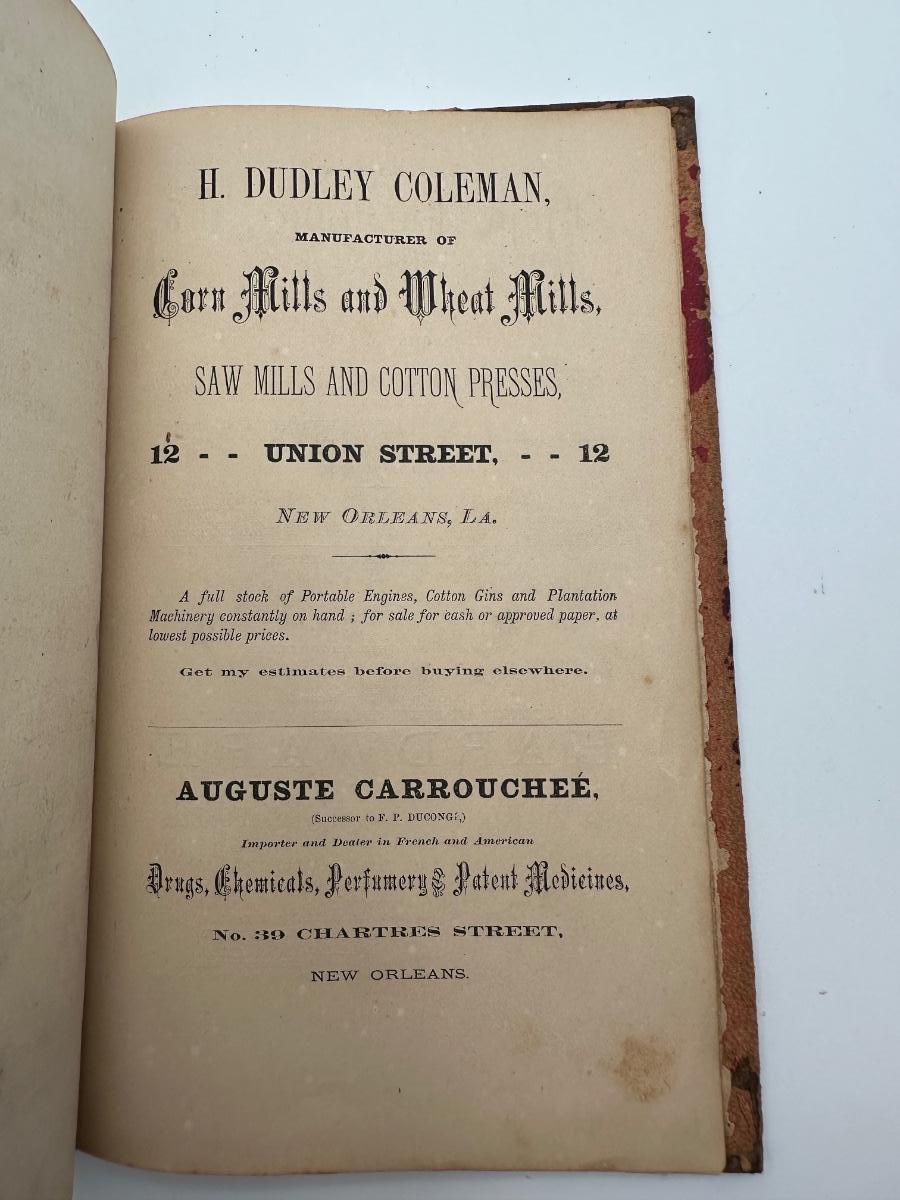 H. DUDLEY COLEMAN,
MANUFACTURER OF
Corn Mills and Wheat Mills,
SAW MILLS AND COTTON PRESSES,
12 - - UNION STREET, - - 12
NEW ORLEANS, LA.
A full stock of Portable Engines, Cotton Gins and Plantation
Machinery constantly on hand ; for sale for cash or approved paper, at
lowest possible prices.
Get my estimates before buying elsewhere.
AUGUSTE CARROUCHEÉ,
(Successor to F. P. DUCONGÉ,)
Importer and Dealer in French and American
Drugs, Chemicals, Perfumery & Patent Medicines,
No. 39 CHARTRES STREET,
NEW ORLEANS.